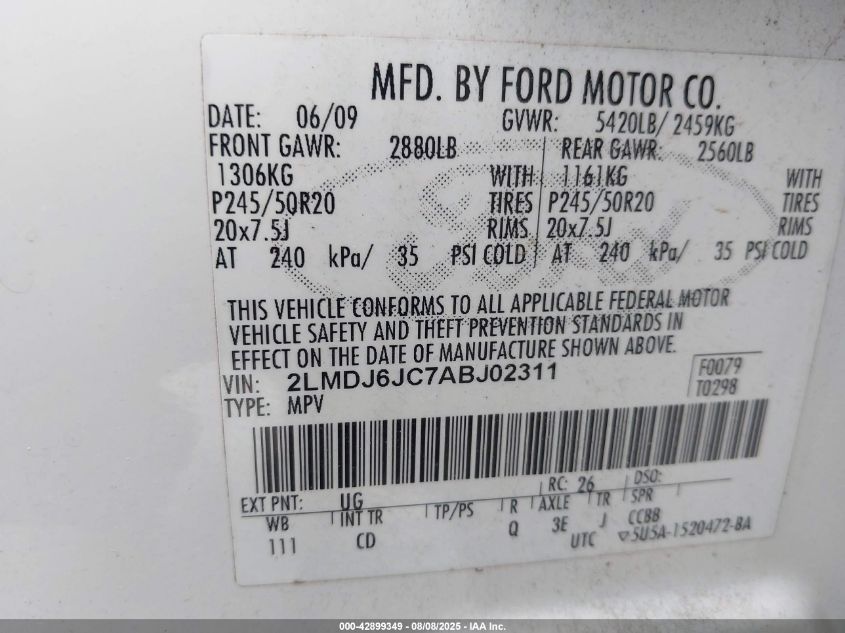 MFD. BY FORD MOTOR CO.
DATE: 06/09 GVWR: 5420LB/ 2459KG
FRONT GAWR: 2880LB REAR GAWR: 2560LB
1306KG WITH 1161KG WITH
P245/50R20 TIRES P245/50R20 TIRES
20x7.5J RIMS 20x7.5J RIMS
AT 240 kPa/ 35 PSI COLD AT 240 kPa/ 35 PSI COLD
THIS VEHICLE CONFORMS TO ALL APPLICABLE FEDERAL MOTOR
VEHICLE SAFETY AND THEFT PREVENTION STANDARDS IN
EFFECT ON THE DATE OF MANUFACTURE SHOWN ABOVE.
VIN: 2LMDJ6JC7ABJ02311 F0079
TYPE: MPV T0298
EXT PNT: UG RC: 26 DSO:
WB INT TR TP/PS R AXLE TR SPR
111 CD Q 3E J CCBB
UTC ▽5U5A-1520472-BA
000-42899349 - 08/08/2025 - IAA Inc.